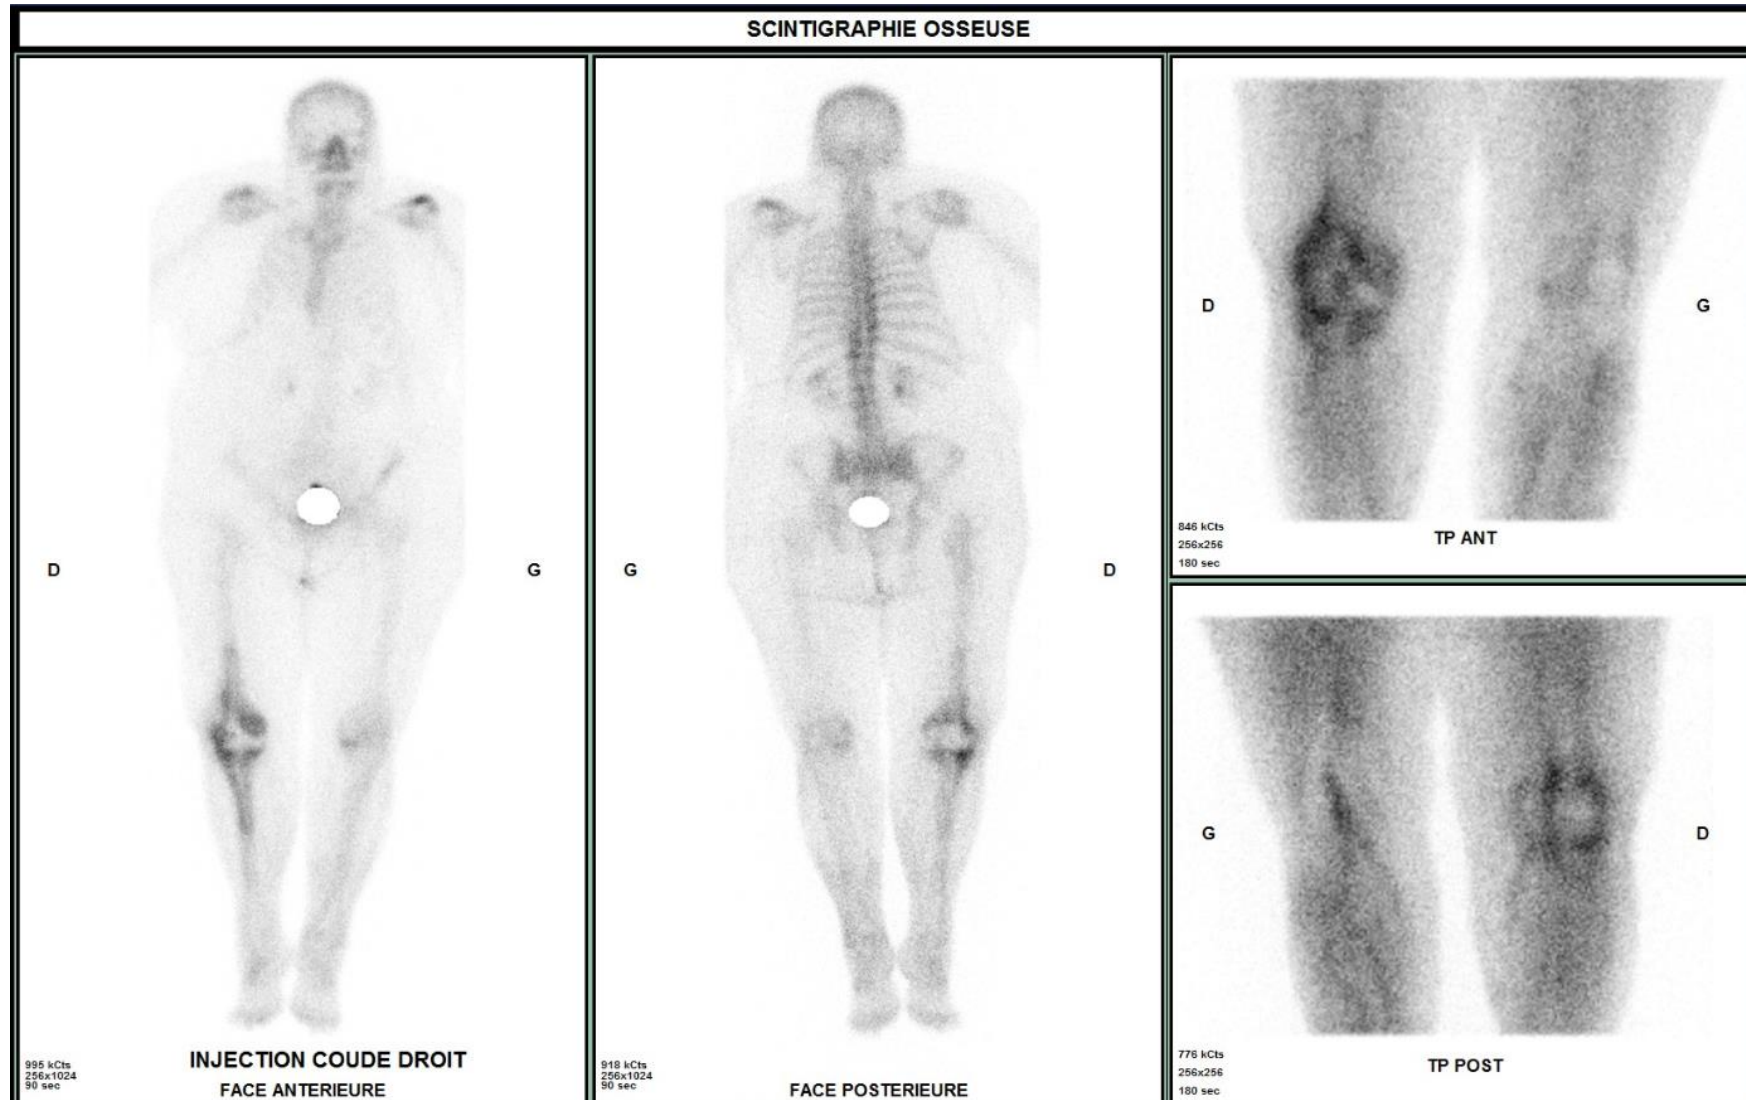 SCINTIGRAPHIE OSSEUSE
D
G
995 kCts
256x1024
90 sec
INJECTION COUDE DROIT
FACE ANTERIEURE
G
D
918 kCts
256x1024
90 sec
FACE POSTERIEURE
D
G
846 kCts
256x256
180 sec
TP ANT
G
D
776 kCts
256x256
180 sec
TP POST